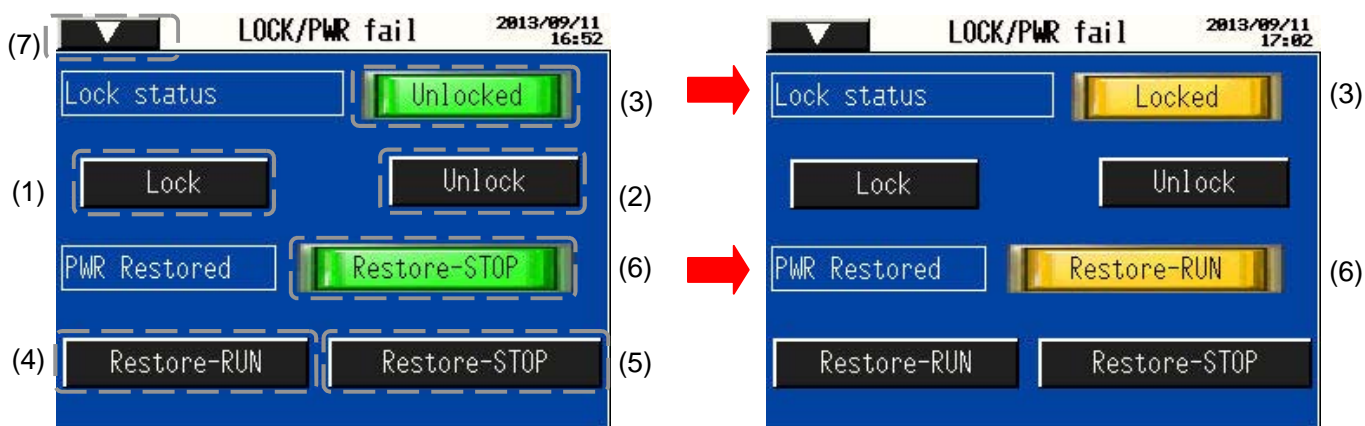 (7) LOCK/PWR fail 2013/09/11
16:52
Lock status Unlocked (3)
(1) Lock Unlock (2)
PWR Restored Restore-STOP (6)
(4) Restore-RUN Restore-STOP (5)
LOCK/PWR fail 2013/09/11
17:02
Lock status Locked (3)
Lock Unlock
PWR Restored Restore-RUN (6)
Restore-RUN Restore-STOP